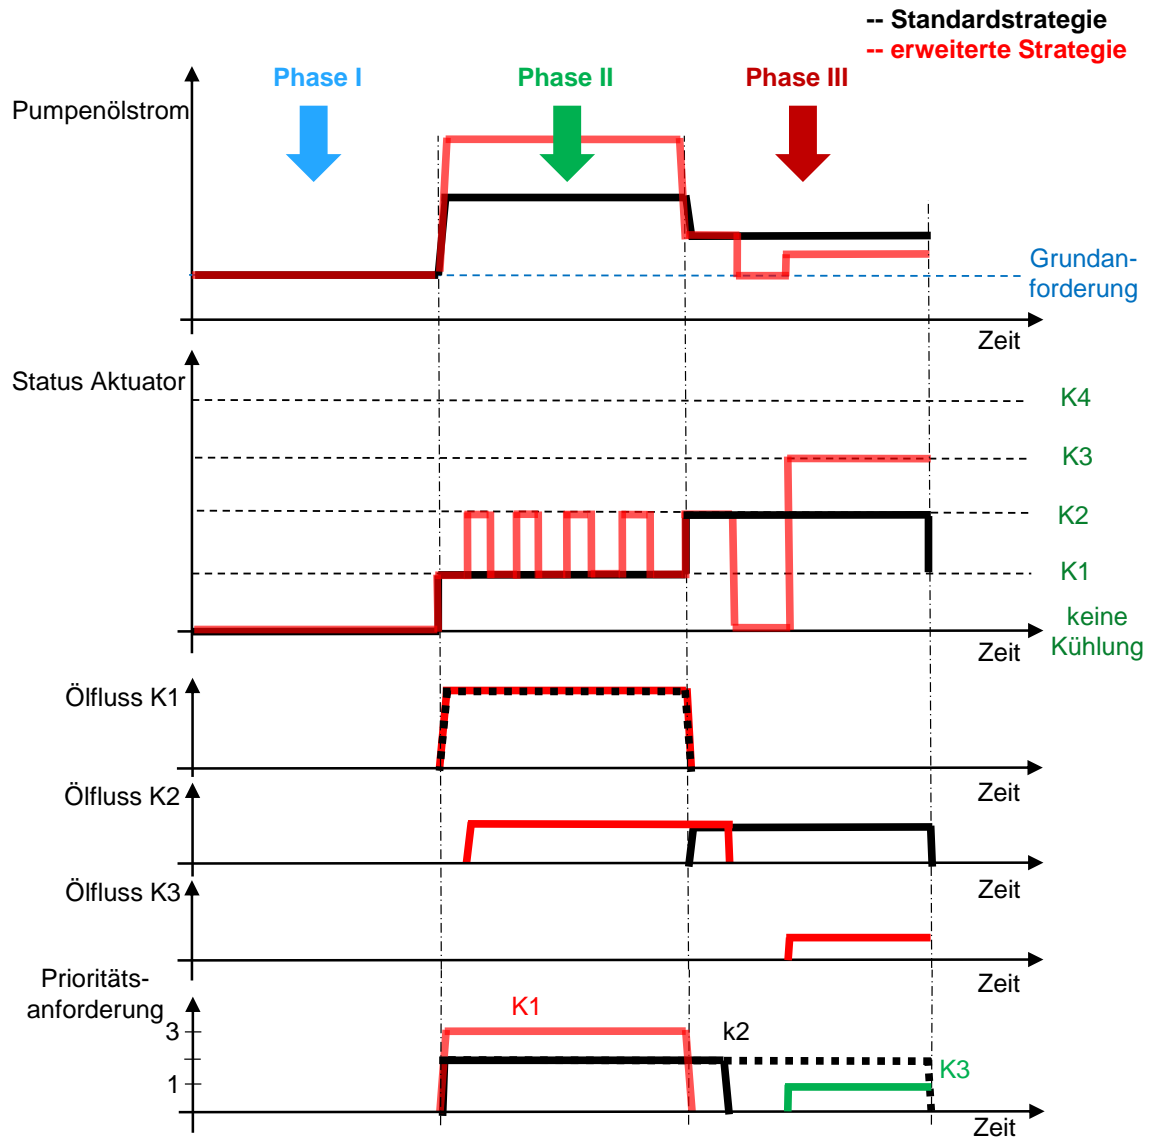 -- Standardstrategie
-- erweiterte Strategie
Phase I
Phase II
Phase III
Pumpenölstrom
Grundan-
forderung
Zeit
Status Aktuator
K4
K3
K2
K1
keine
Kühlung
Zeit
Ölfluss K1
Zeit
Ölfluss K2
Zeit
Ölfluss K3
Zeit
Prioritäts-
anforderung
K1
3
k2
1
K3
Zeit